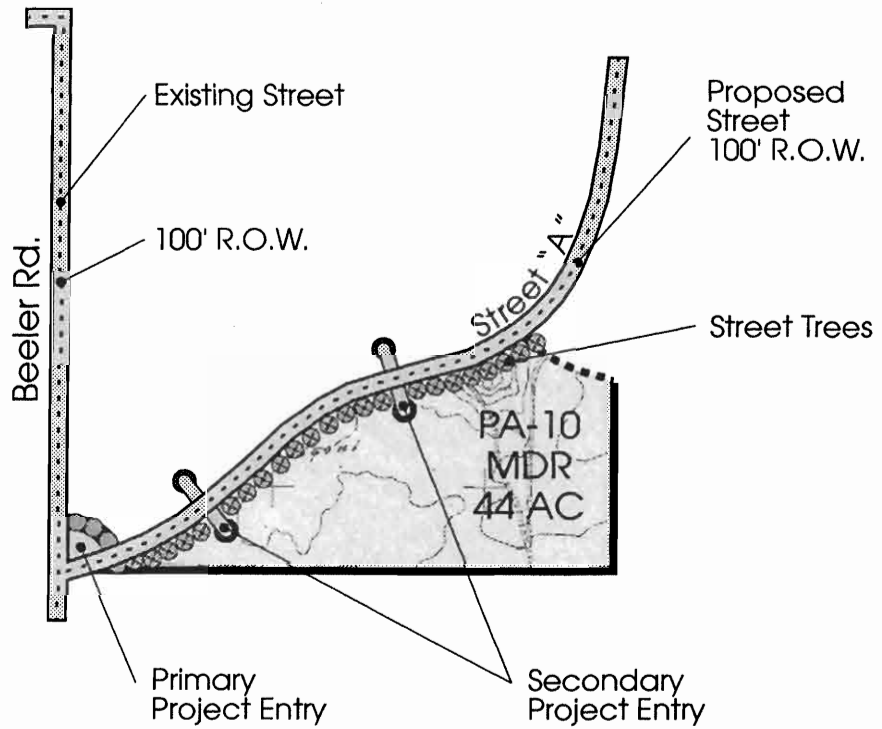 Existing Street
Proposed
Street
100' R.O.W.
100' R.O.W.
Beeler Rd.
Street "A"
Street Trees
PA-10
MDR
44 AC
Primary
Project Entry
Secondary
Project Entry